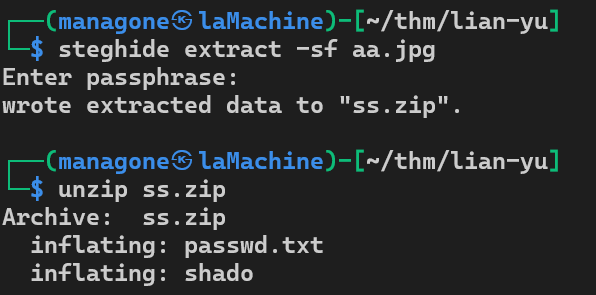 ┌──(managone㉿laMachine)-[~/thm/lian-yu]
└─$ steghide extract -sf aa.jpg
Enter passphrase:
wrote extracted data to "ss.zip".
┌──(managone㉿laMachine)-[~/thm/lian-yu]
└─$ unzip ss.zip
Archive:  ss.zip
  inflating: passwd.txt
  inflating: shado